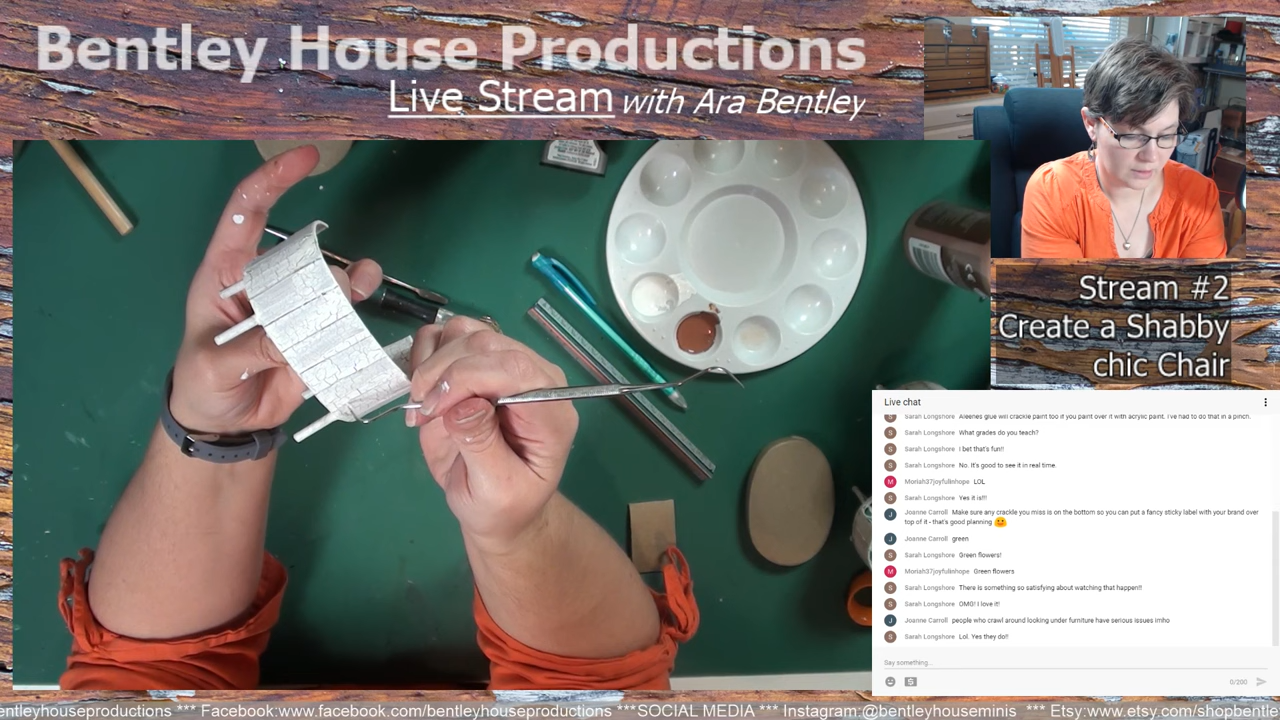 Bentley House Productions
Live Stream with Ara Bentley
Stream #2
Create a Shabby
chic Chair
Live chat
Sarah Longshore Aleenes glue will crackle paint too if you paint over it with acrylic paint. I've had to do that in a pinch.
Sarah Longshore What grades do you teach?
Sarah Longshore I bet that's fun!!
Sarah Longshore No. It's good to see it in real time.
Moriah37joyfulinhope LOL
Sarah Longshore Yes it is!!!
Joanne Carroll Make sure any crackle you miss is on the bottom so you can put a fancy sticky label with your brand over
top of it - that's good planning
Joanne Carroll green
Sarah Longshore Green flowers!
Moriah37joyfulinhope Green flowers
Sarah Longshore There is something so satisfying about watching that happen!!
Sarah Longshore OMG! I love it!
Joanne Carroll people who crawl around looking under furniture have serious issues imho
Sarah Longshore Lol. Yes they do!!
Say something...
0/200
entleyhouseproductions *** Facebook:www.facebook.com/bentleyhouseproductions ***SOCIAL MEDIA *** Instagram:@bentleyhouseminis *** Etsy:www.etsy.com/shopbentle